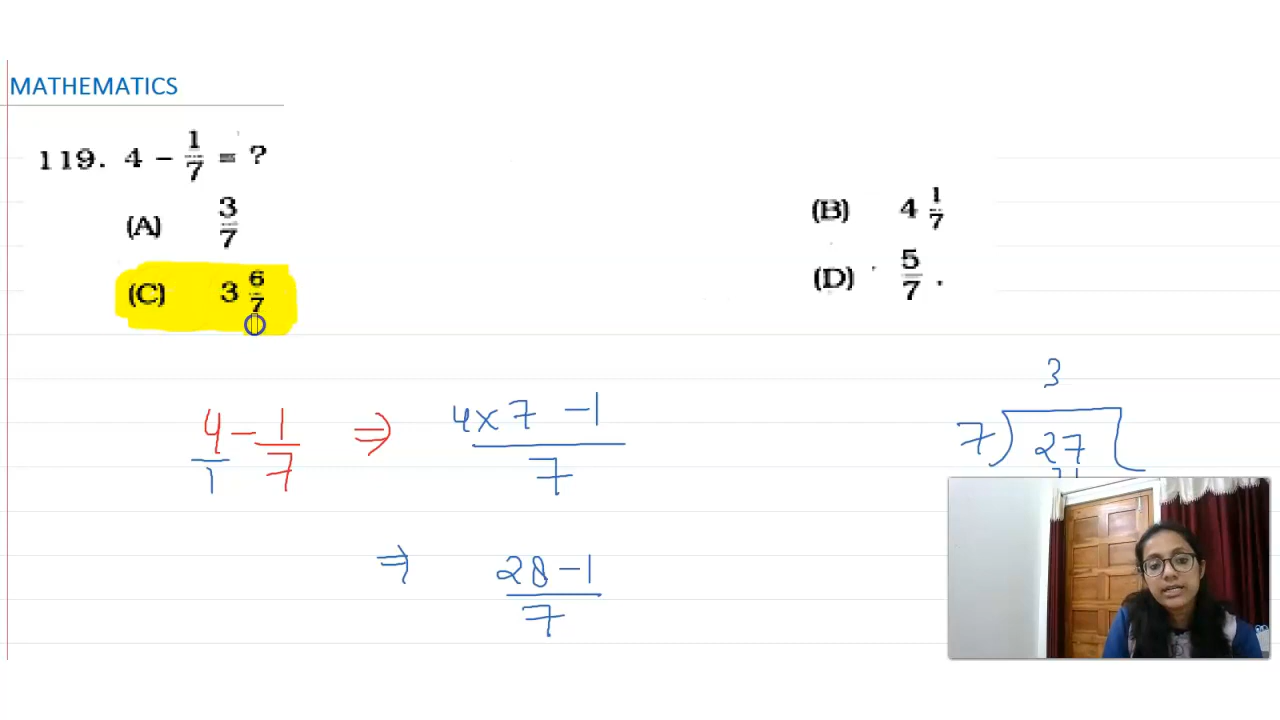 MATHEMATICS
119. 4 − 1/7 = ?
(A) 3/7
(B) 4 1/7
(C) 3 6/7
(D) 5/7 .
4/1 − 1/7 ⇒ 4×7 −1 / 7
3
7) 27
⇒ 28 −1 / 7